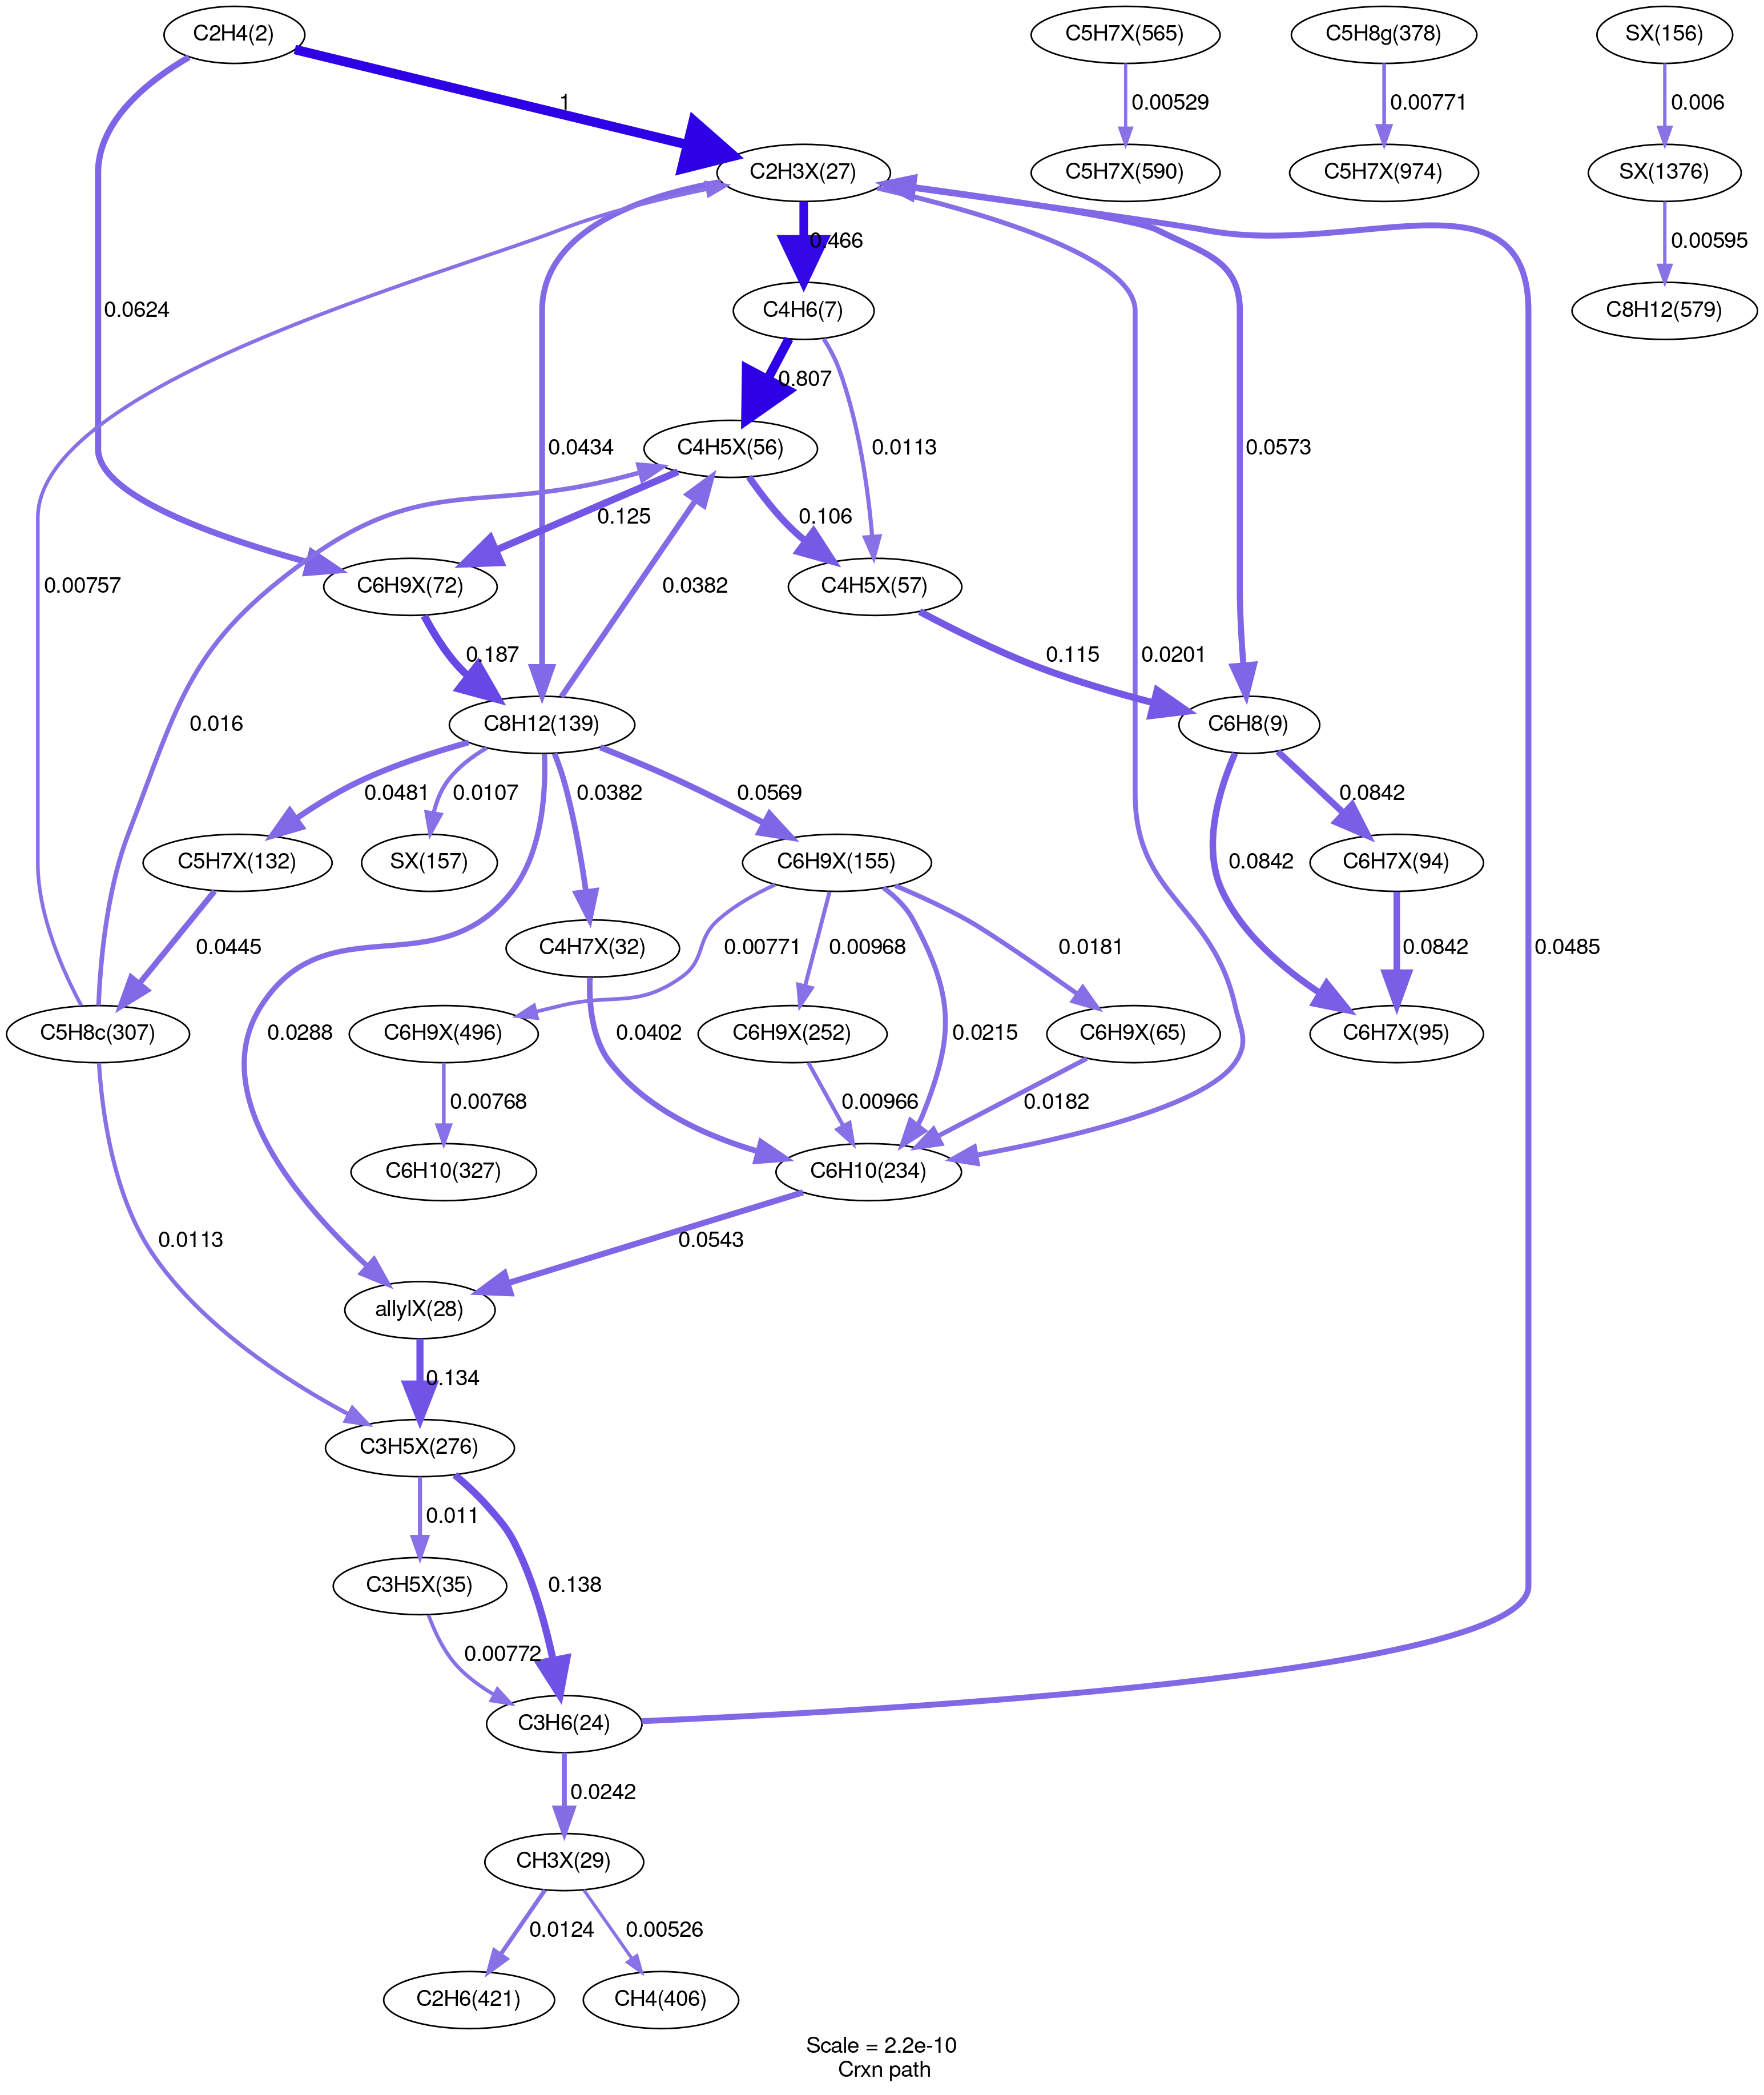 C2H4(2)
C5H7X(565)
C5H8g(378)
SX(156)
1
0.00529
0.00771
0.006
C2H3X(27)
C5H7X(590)
C5H7X(974)
SX(1376)
0.466
0.00595
0.0624
C4H6(7)
C8H12(579)
0.807
C4H5X(56)
0.0434
0.0113
0.0573
0.125
0.106
0.00757
C6H9X(72)
0.0382
C4H5X(57)
0.187
0.115
0.0201
0.016
C8H12(139)
C6H8(9)
0.0481
0.0107
0.0382
0.0569
0.0842
C5H7X(132)
SX(157)
C6H9X(155)
0.0842
C6H7X(94)
0.0445
C4H7X(32)
0.00771
0.00968
0.0181
0.0842
0.0485
C5H8c(307)
0.0288
C6H9X(496)
0.0402
C6H9X(252)
0.0215
C6H9X(65)
C6H7X(95)
0.00768
0.00966
0.0182
C6H10(327)
C6H10(234)
0.0113
0.0543
allylX(28)
0.134
C3H5X(276)
0.011
C3H5X(35)
0.138
0.00772
C3H6(24)
0.0242
CH3X(29)
0.0124
0.00526
C2H6(421)
CH4(406)
Scale = 2.2e-10
Crxn path